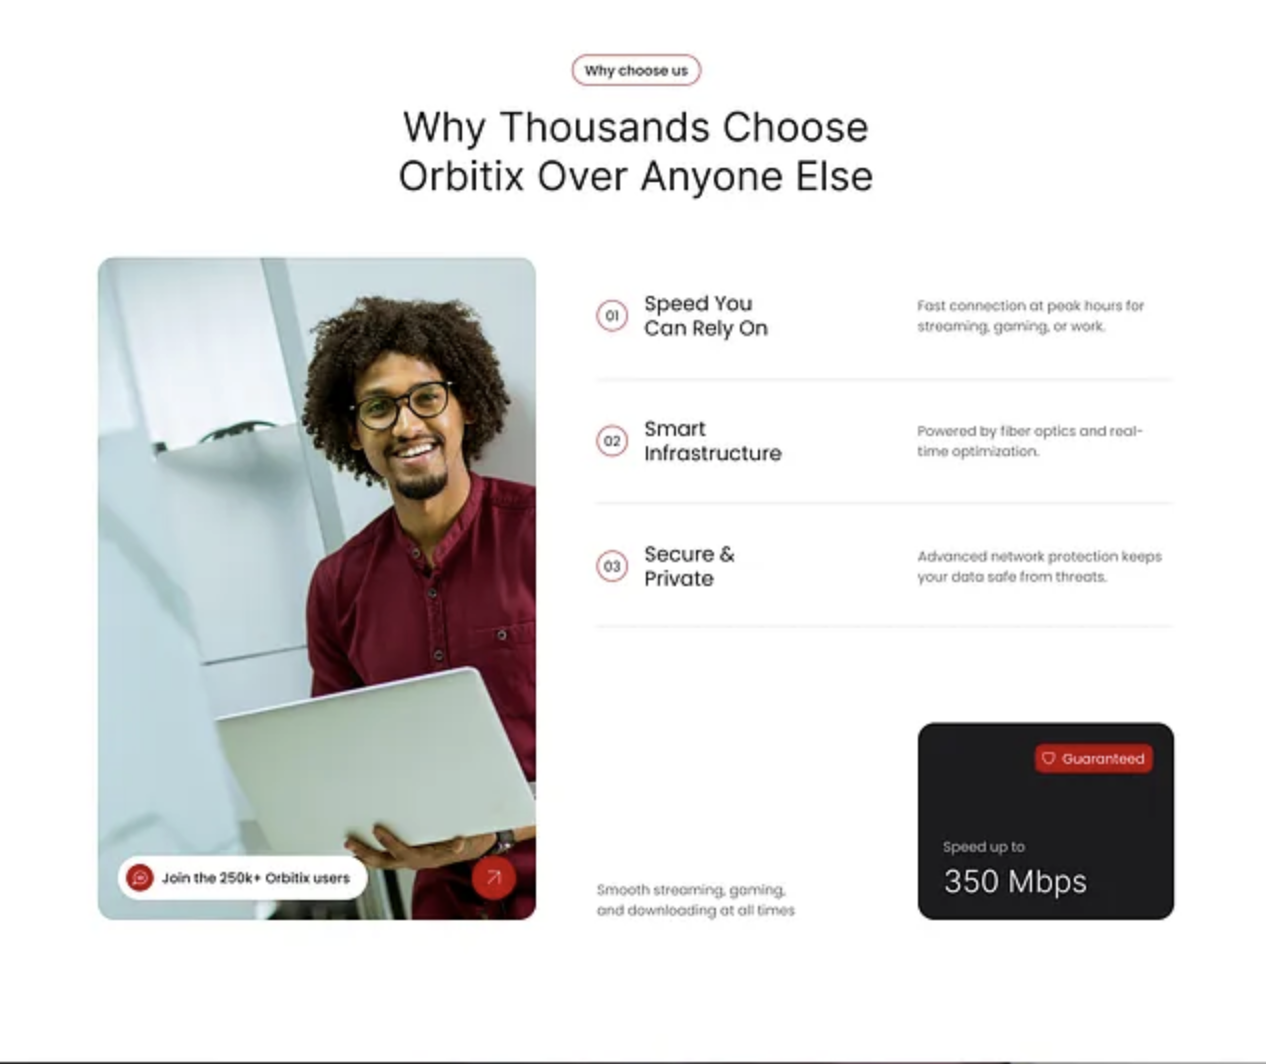 Why choose us
Why Thousands Choose
Orbitix Over Anyone Else
01
Speed You
Can Rely On
Fast connection at peak hours for
streaming, gaming, or work.
02
Smart
Infrastructure
Powered by fiber optics and real-
time optimization.
03
Secure &
Private
Advanced network protection keeps
your data safe from threats.
Join the 250k+ Orbitix users
Smooth streaming, gaming,
and downloading at all times
Guaranteed
Speed up to
350 Mbps